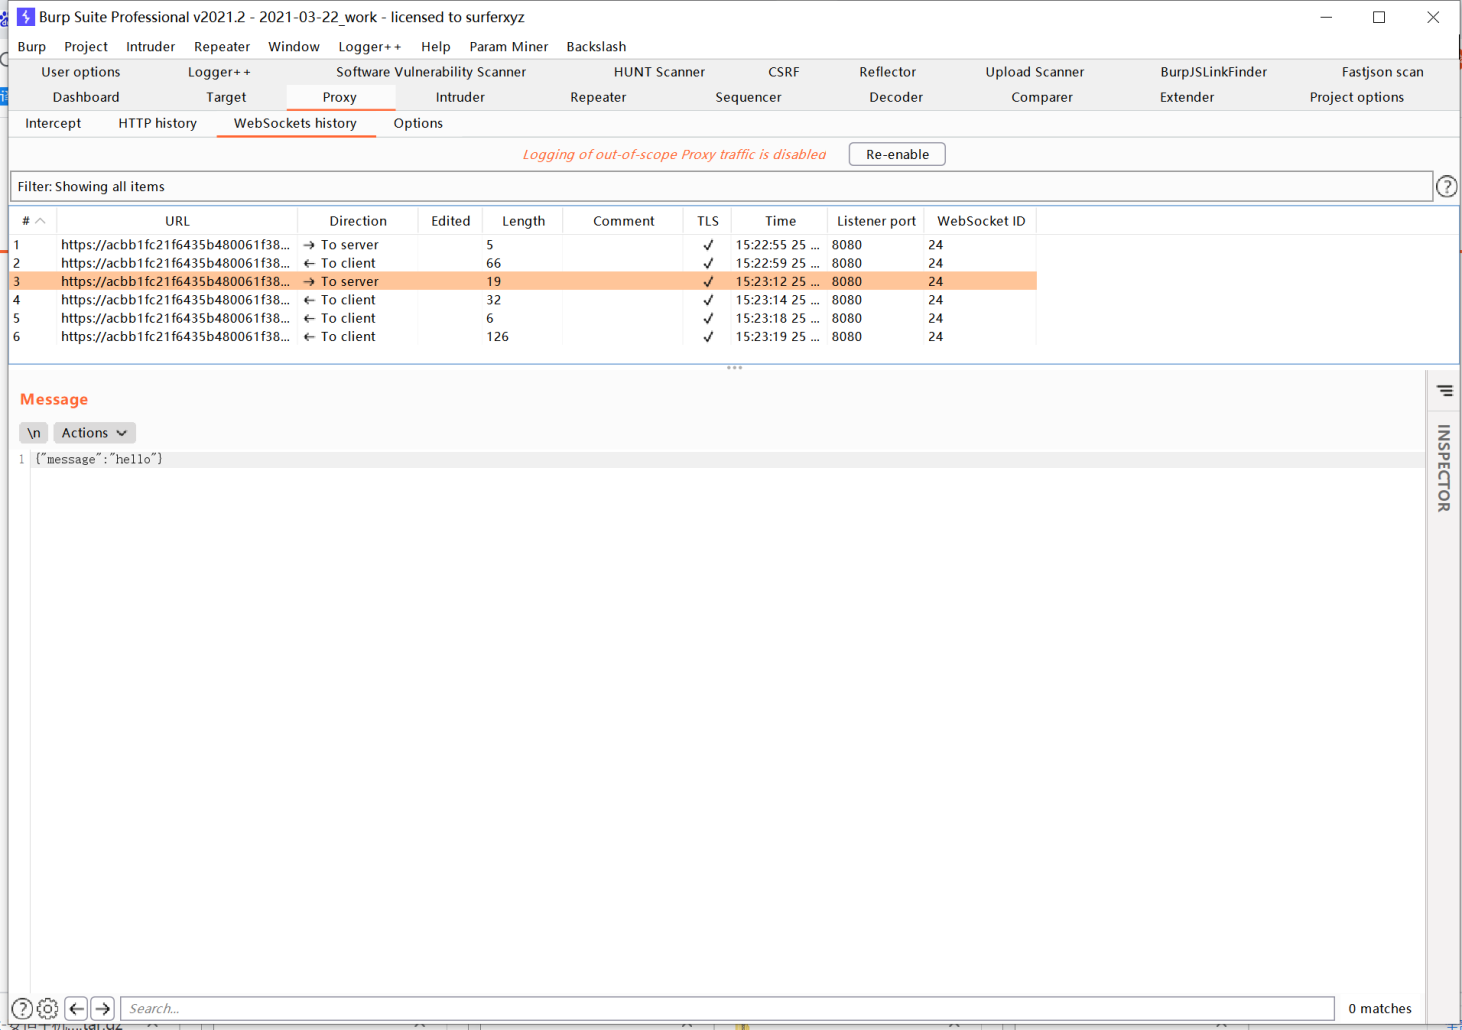 Burp Suite Professional v2021.2 - 2021-03-22_work - licensed to surferxyz
Burp Project Intruder Repeater Window Logger++ Help Param Miner Backslash
User options Logger++ Software Vulnerability Scanner HUNT Scanner CSRF Reflector Upload Scanner BurpJSLinkFinder Fastjson scan
Dashboard Target Proxy Intruder Repeater Sequencer Decoder Comparer Extender Project options
Intercept HTTP history WebSockets history Options
Logging of out-of-scope Proxy traffic is disabled Re-enable
Filter: Showing all items ?
# URL Direction Edited Length Comment TLS Time Listener port WebSocket ID
1 https://acbb1fc21f6435b480061f38... → To server 5 ✓ 15:22:55 25 ... 8080 24
2 https://acbb1fc21f6435b480061f38... ← To client 66 ✓ 15:22:59 25 ... 8080 24
3 https://acbb1fc21f6435b480061f38... → To server 19 ✓ 15:23:12 25 ... 8080 24
4 https://acbb1fc21f6435b480061f38... ← To client 32 ✓ 15:23:14 25 ... 8080 24
5 https://acbb1fc21f6435b480061f38... ← To client 6 ✓ 15:23:18 25 ... 8080 24
6 https://acbb1fc21f6435b480061f38... ← To client 126 ✓ 15:23:19 25 ... 8080 24
Message
\n Actions
1 {"message":"hello"}
INSPECTOR
? Search... 0 matches